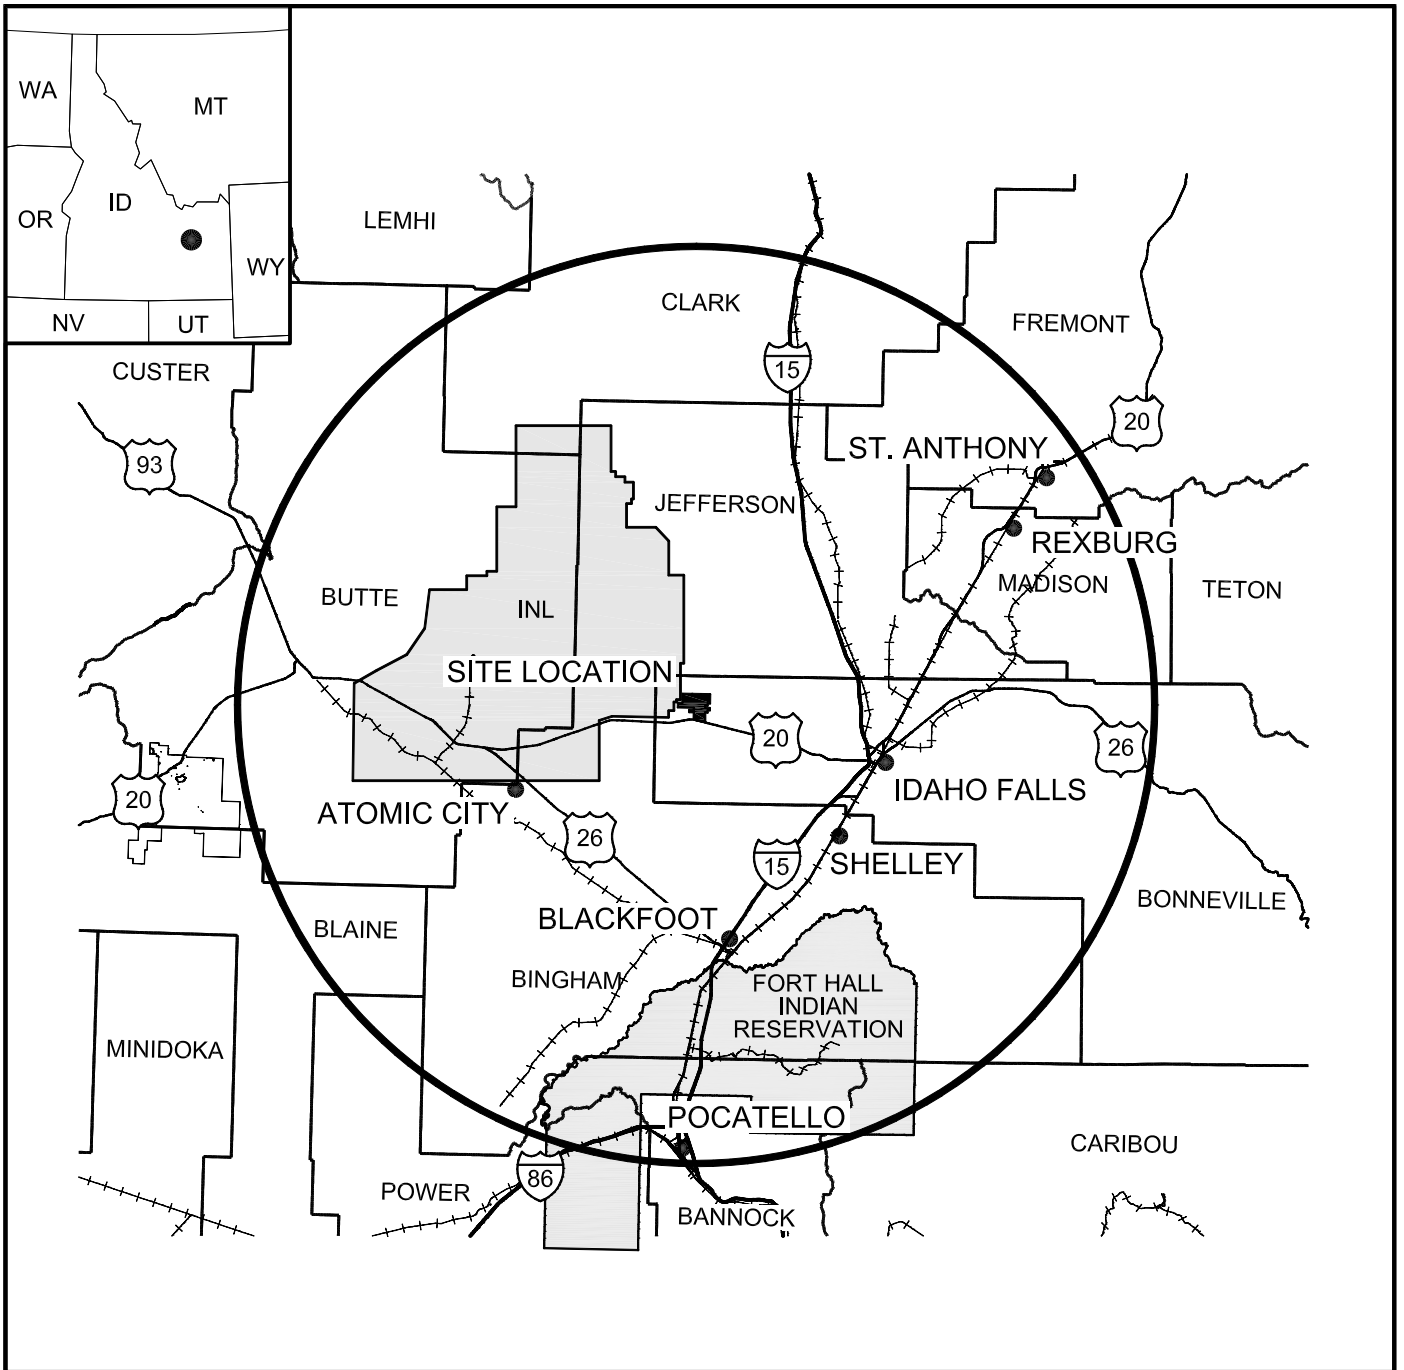 WA
MT
OR
ID
WY
NV
UT
LEMHI
CLARK
FREMONT
CUSTER
15
20
93
ST. ANTHONY
JEFFERSON
REXBURG
MADISON
TETON
BUTTE
INL
SITE LOCATION
20
26
20
IDAHO FALLS
ATOMIC CITY
26
15
SHELLEY
BONNEVILLE
BLACKFOOT
BLAINE
BINGHAM
FORT HALL
INDIAN
RESERVATION
MINIDOKA
POCATELLO
CARIBOU
86
POWER
BANNOCK